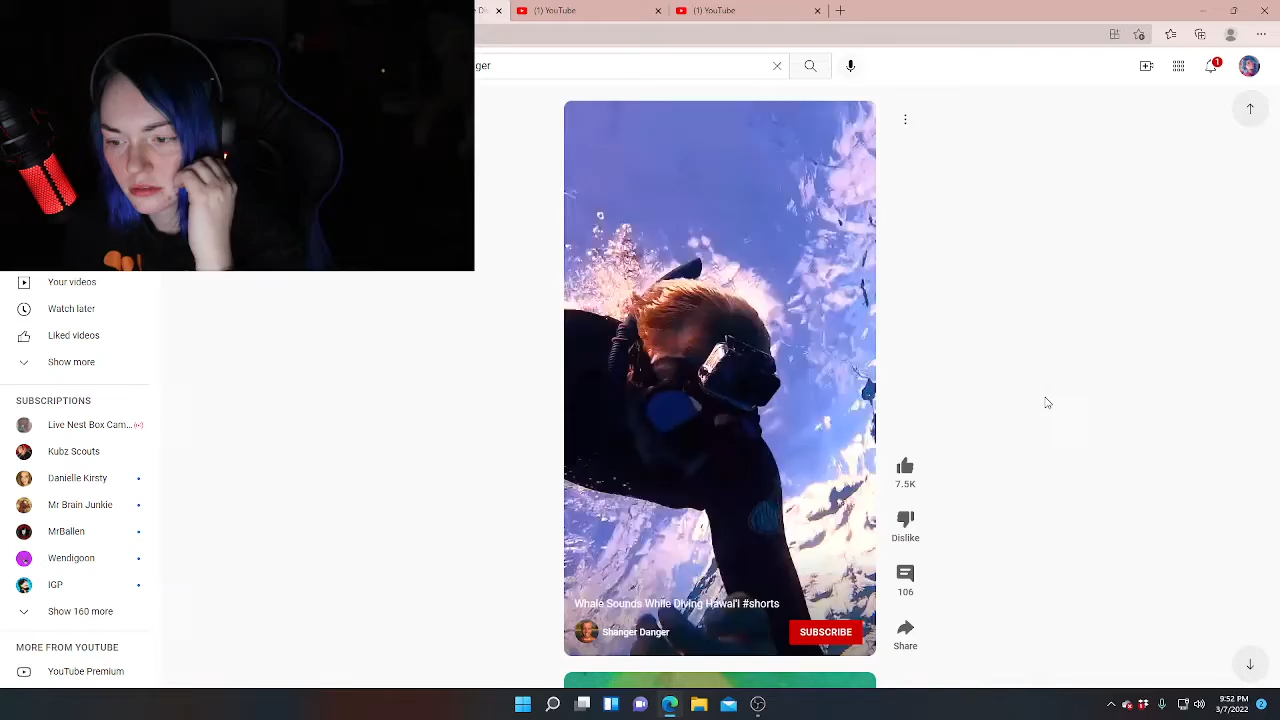 (1) YouTube
(1) YouTube
ger
1
Your videos
Watch later
Liked videos
Show more
SUBSCRIPTIONS
Live Nest Box Cam...
Kubz Scouts
Danielle Kirsty
Mr Brain Junkie
MrBallen
Wendigoon
IGP
Show 160 more
MORE FROM YOUTUBE
YouTube Premium
7.5K
Dislike
106
Share
Whale Sounds While Diving Hawai'i #shorts
Shanger Danger
SUBSCRIBE
9:52 PM
3/7/2022
2